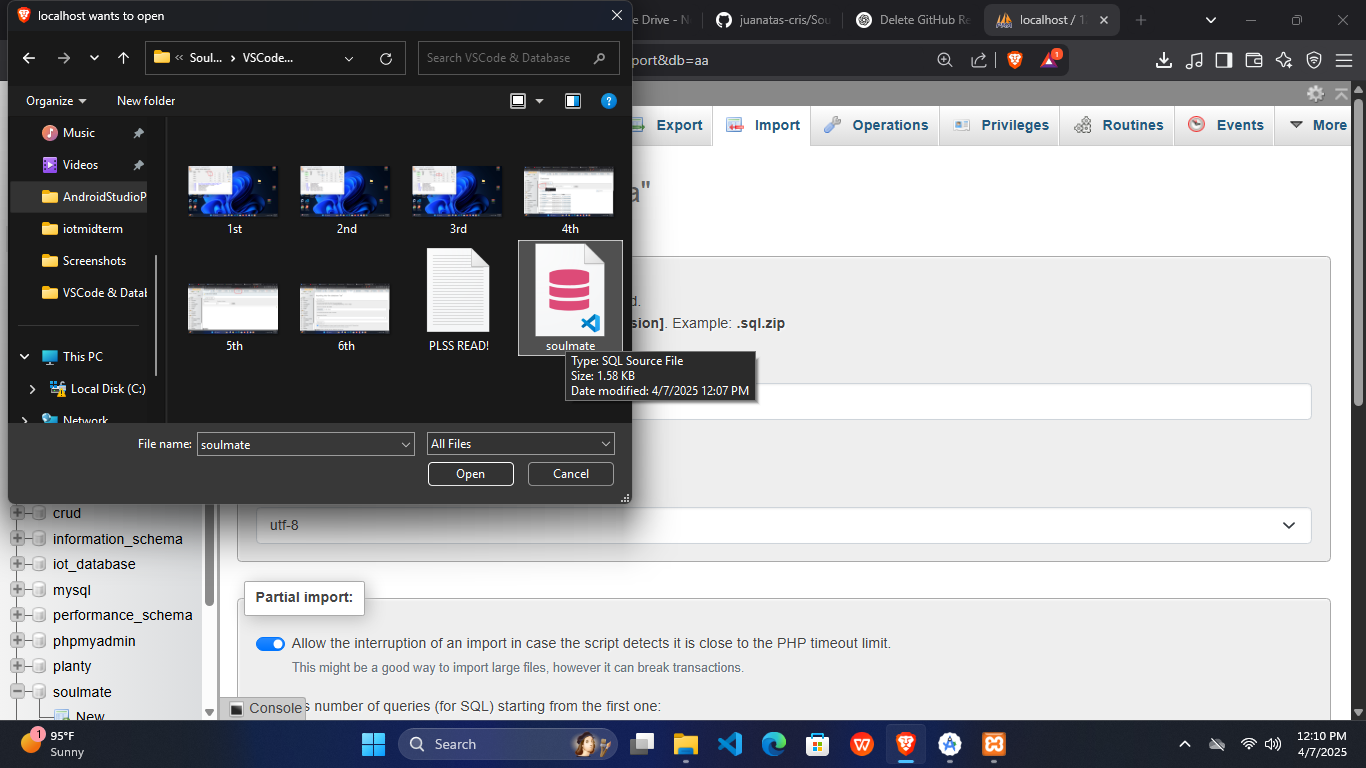 localhost wants to open
e Drive - N
juanatas-cris/Sou
Delete GitHub Re
localhost / 1
Soul...
VSCode...
Search VSCode & Database
port&db=aa
1
Organize
New folder
Music
Videos
AndroidStudioP
iotmidterm
Screenshots
VSCode & Datab
This PC
Local Disk (C:)
Network
1st
2nd
3rd
4th
5th
6th
PLSS READ!
soulmate
Type: SQL Source File
Size: 1.58 KB
Date modified: 4/7/2025 12:07 PM
File name:
soulmate
All Files
Open
Cancel
Export
Import
Operations
Privileges
Routines
Events
More
a"
d.
sion]. Example: .sql.zip
utf-8
crud
information_schema
iot_database
mysql
performance_schema
phpmyadmin
planty
soulmate
New
Partial import:
Allow the interruption of an import in case the script detects it is close to the PHP timeout limit.
This might be a good way to import large files, however it can break transactions.
s number of queries (for SQL) starting from the first one:
Console
1
95°F
Sunny
Search
12:10 PM
4/7/2025